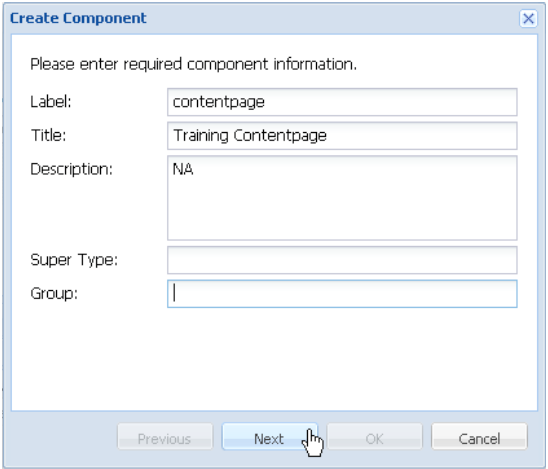 Create Component
Please enter required component information.
Label: contentpage
Title: Training Contentpage
Description: NA
Super Type:
Group:
Previous Next OK Cancel